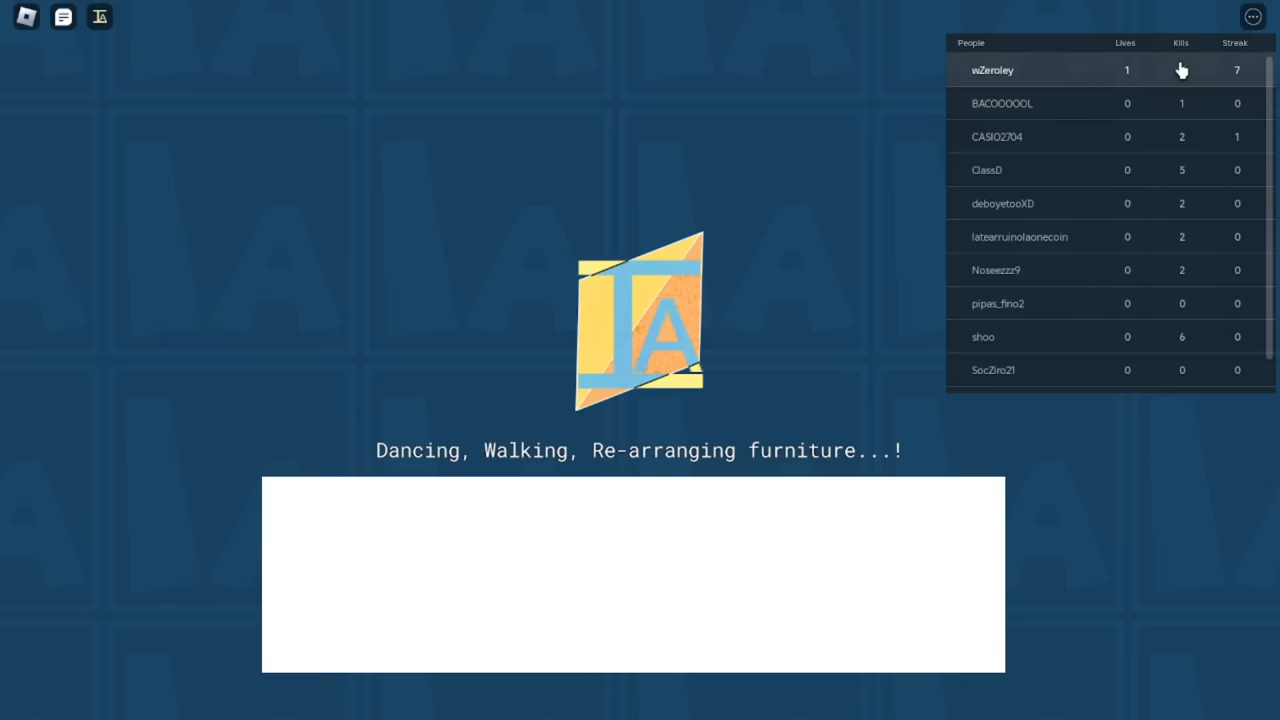 IA
People Lives Kills Streak
wZeroley 1 7
BACOOOOOL 0 1 0
CASIO2704 0 2 1
ClassD 0 5 0
deboyetooXD 0 2 0
latearruinolaonecoin 0 2 0
Noseezzz9 0 2 0
pipas_fino2 0 0 0
shoo 0 6 0
SocZiro21 0 0 0
IA
Dancing, Walking, Re-arranging furniture...!